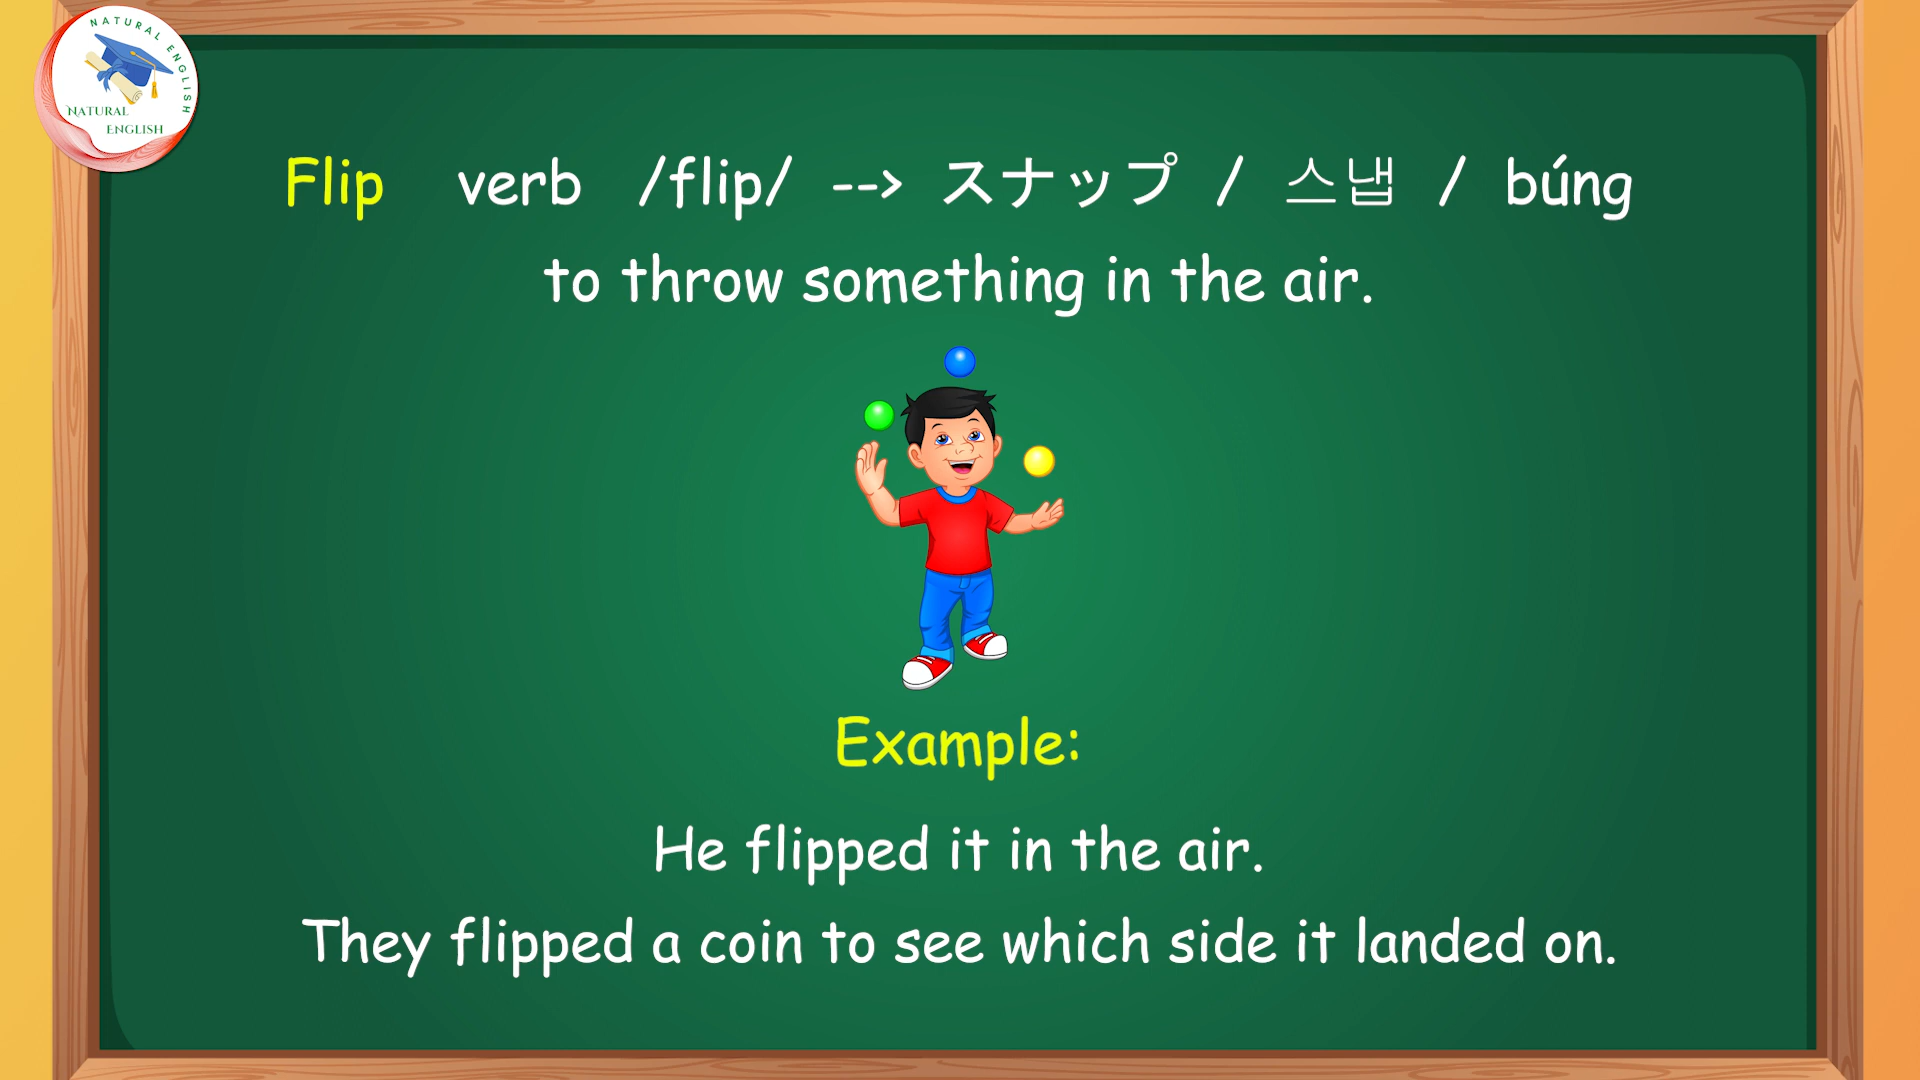 NATURAL ENGLISH
NATURAL
ENGLISH
Flip verb /flip/ --> スナップ / 스냅 / búng
to throw something in the air.
Example:
He flipped it in the air.
They flipped a coin to see which side it landed on.